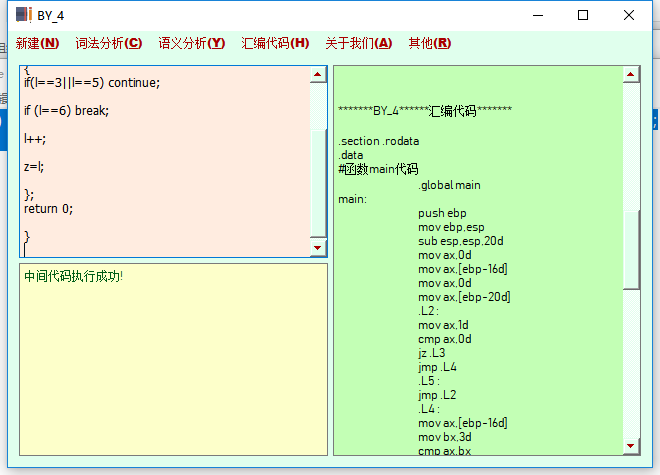 BY_4
新建(N) 词法分析(C) 语义分析(Y) 汇编代码(H) 关于我们(A) 其他(R)
{
if(l==3||l==5) continue;
if (l==6) break;
l++;
z=l;
};
return 0;
}
中间代码执行成功!
*******BY_4******汇编代码*******
.section .rodata
.data
#函数main代码
.global main
main:
push ebp
mov ebp,esp
sub esp,esp,20d
mov ax,0d
mov ax,[ebp-16d]
mov ax,0d
mov ax,[ebp-20d]
.L2 :
mov ax,1d
cmp ax,0d
jz .L3
jmp .L4
.L5 :
jmp .L2
.L4 :
mov ax,[ebp-16d]
mov bx,3d
cmp ax,bx